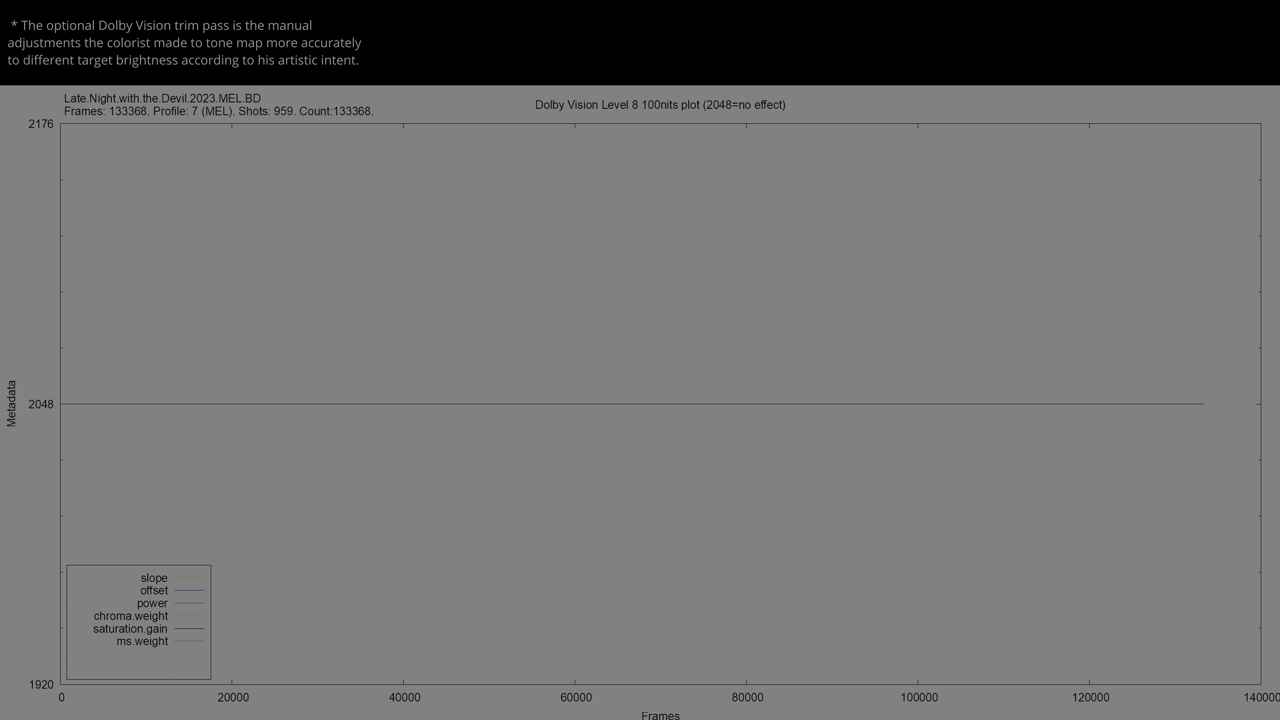 * The optional Dolby Vision trim pass is the manual
adjustments the colorist made to tone map more accurately
to different target brightness according to his artistic intent.
Late.Night.with.the.Devil.2023.MEL.BD
Frames: 133368. Profile: 7 (MEL). Shots: 959. Count:133368.
Dolby Vision Level 8 100nits plot (2048=no effect)
2176
Metadata
2048
slope
offset
power
chroma.weight
saturation.gain
ms.weight
1920
0 20000 40000 60000 80000 100000 120000 140000
Frames